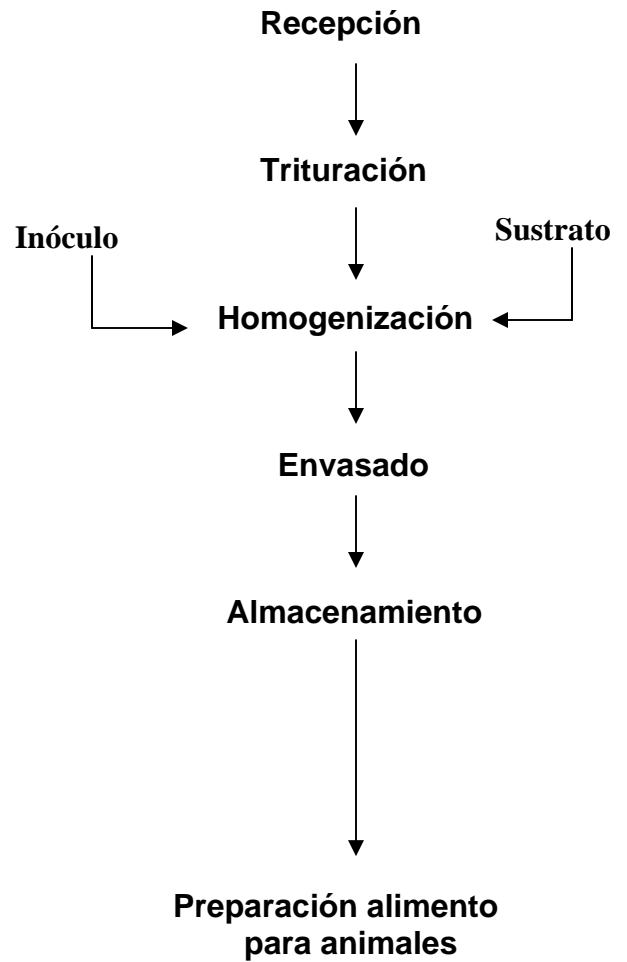 Recepción
Trituración
Inóculo
Sustrato
Homogenización
Envasado
Almacenamiento
Preparación alimento
para animales